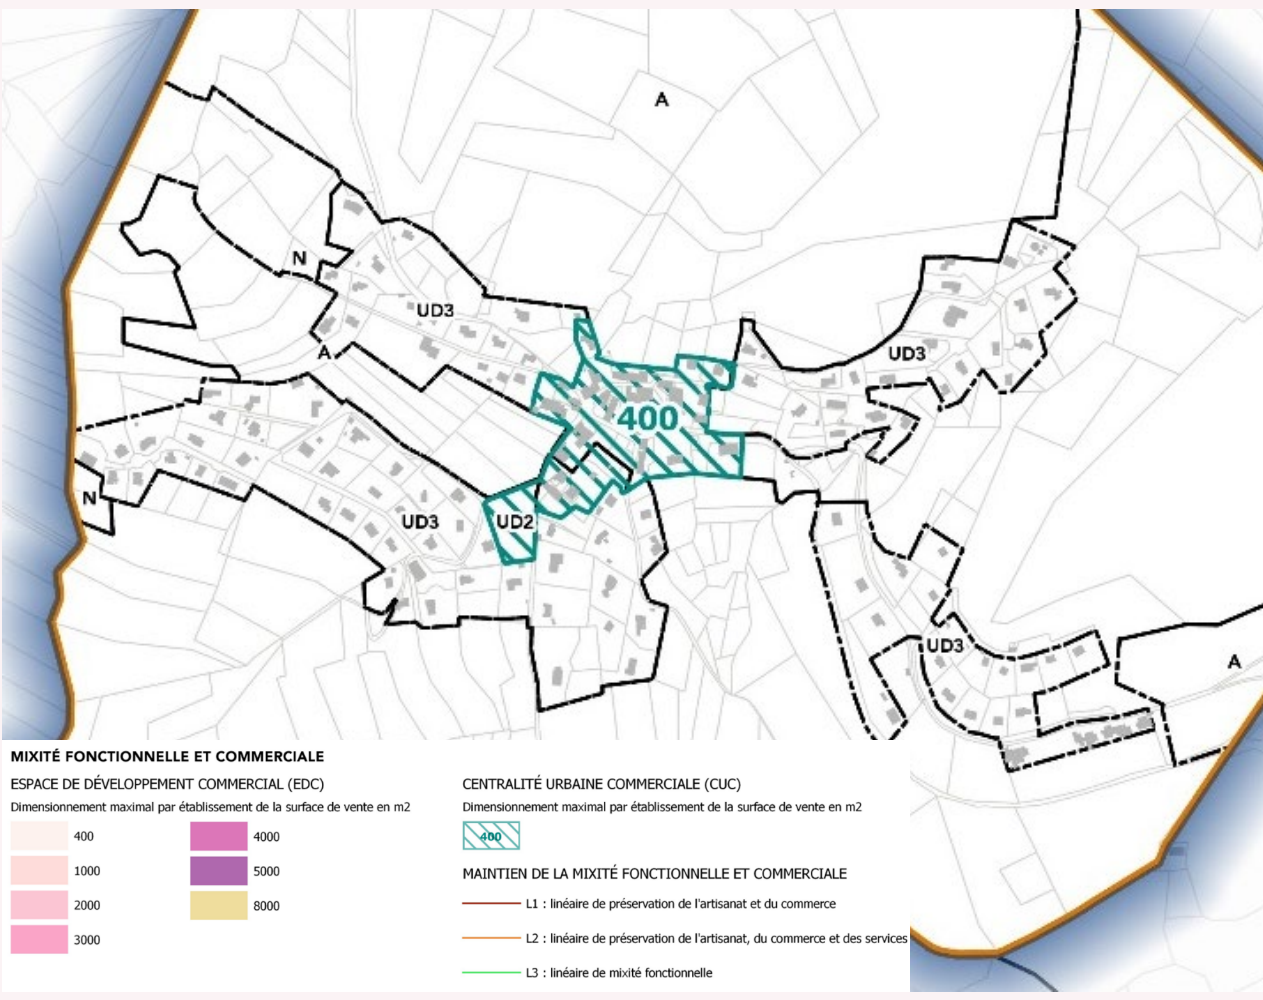 A
N
UD3
UD3
A
400
N
UD3
UD2
UD3
A
MIXITÉ FONCTIONNELLE ET COMMERCIALE
ESPACE DE DÉVELOPPEMENT COMMERCIAL (EDC)
Dimensionnement maximal par établissement de la surface de vente en m2
400
1000
2000
3000
4000
5000
8000
CENTRALITÉ URBAINE COMMERCIALE (CUC)
Dimensionnement maximal par établissement de la surface de vente en m2
400
MAINTIEN DE LA MIXITÉ FONCTIONNELLE ET COMMERCIALE
L1 : linéaire de préservation de l'artisanat et du commerce
L2 : linéaire de préservation de l'artisanat, du commerce et des services
L3 : linéaire de mixité fonctionnelle